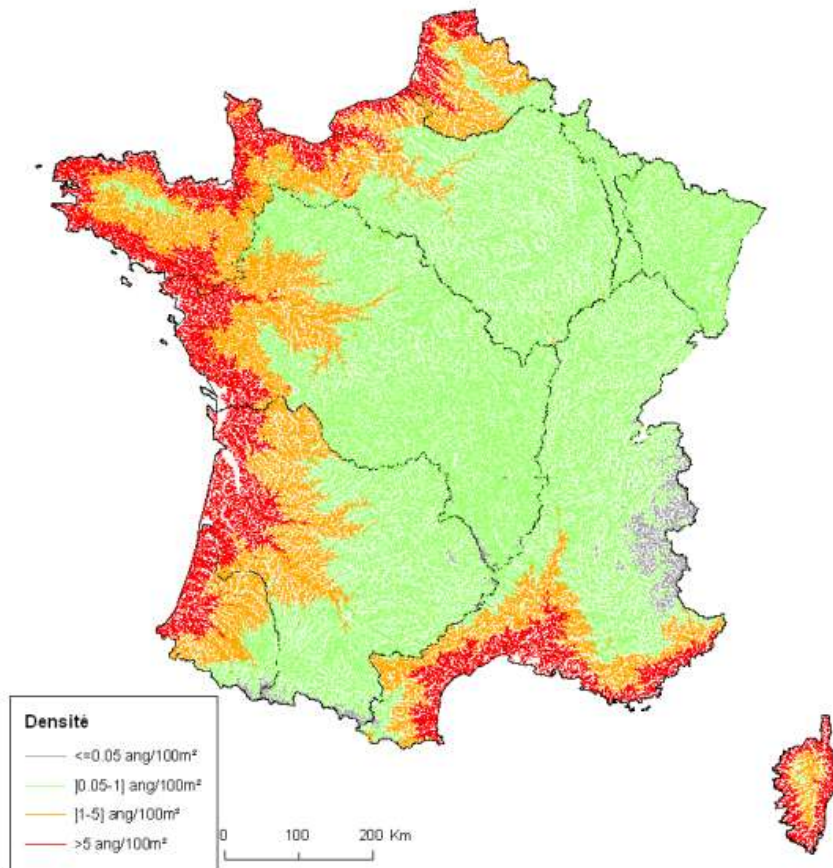 Densité
<=0.05 ang/100m²
]0.05-1] ang/100m²
]1-5] ang/100m²
>5 ang/100m²
0 100 200 Km